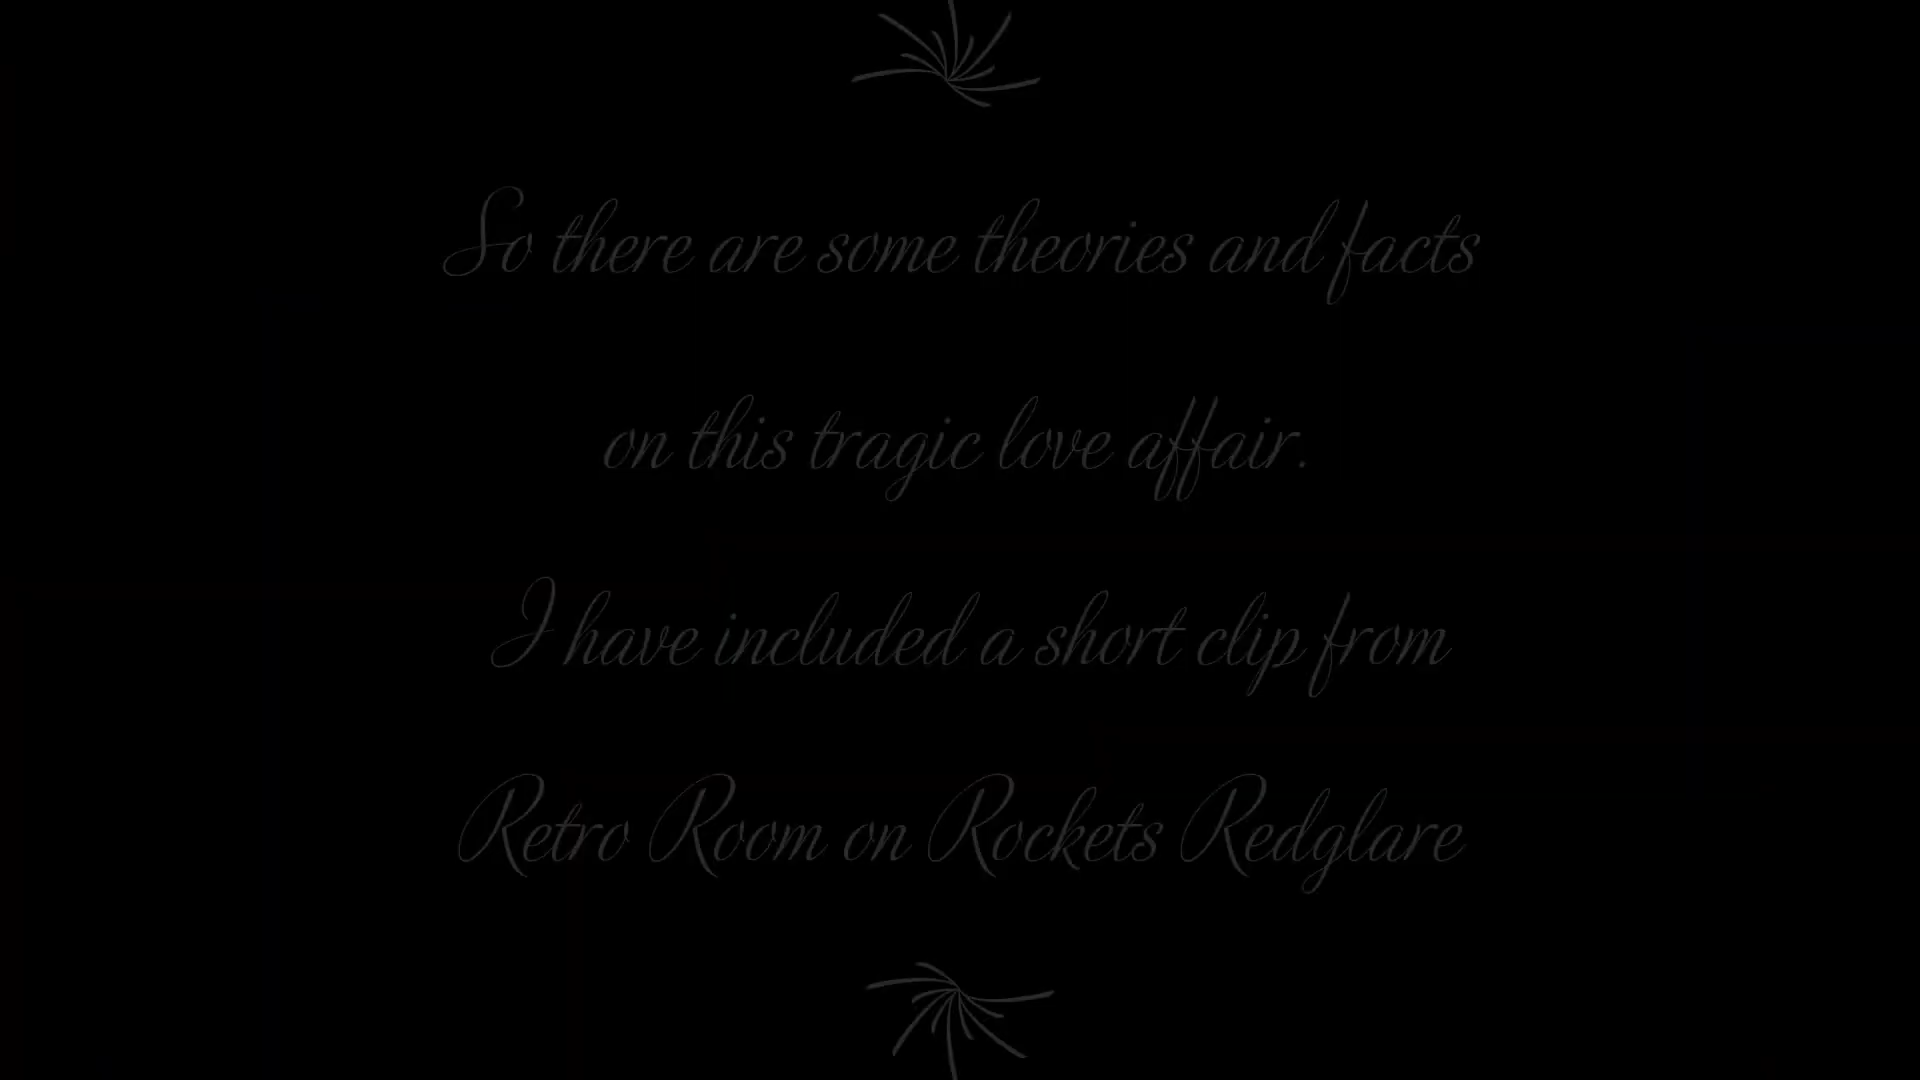 So there are some theories and facts
on this tragic love affair.
I have included a short clip from
Retro Room on Rockets Redglare